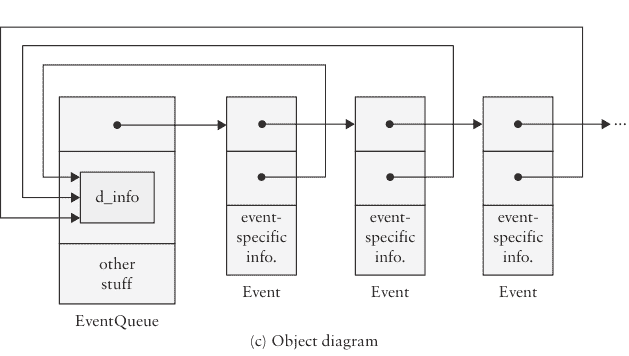 ...
d_info
event-
specific
info.
event-
specific
info.
event-
specific
info.
other
stuff
Event
Event
Event
EventQueue
(c) Object diagram